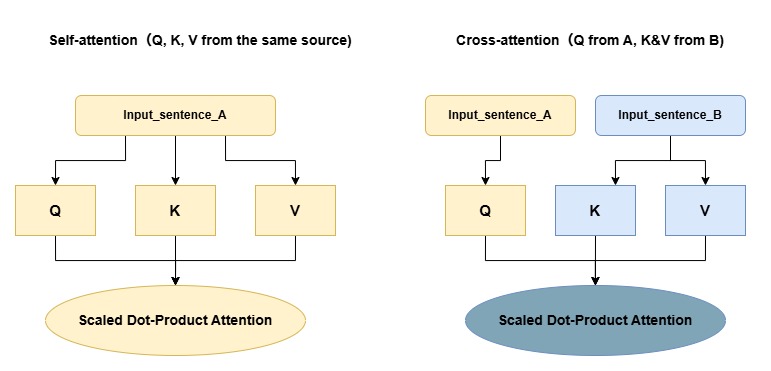 Self-attention（Q, K, V from the same source)
Input_sentence_A
Q K V
Scaled Dot-Product Attention
Cross-attention（Q from A, K&V from B)
Input_sentence_A Input_sentence_B
Q K V
Scaled Dot-Product Attention